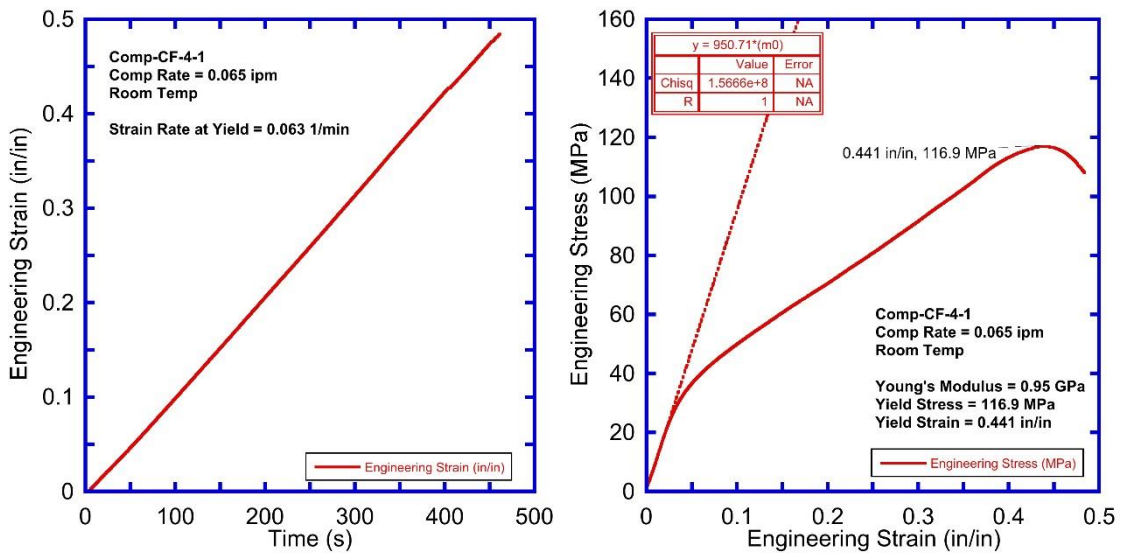 0.5
0.4
0.3
0.2
0.1
0
Engineering Strain (in/in)
Comp-CF-4-1
Comp Rate = 0.065 ipm
Room Temp
Strain Rate at Yield = 0.063 1/min
Engineering Strain (in/in)
0 100 200 300 400 500
Time (s)
160
140
120
100
80
60
40
20
0
Engineering Stress (MPa)
y = 950.71*(m0)
Value Error
Chisq 1.5666e+8 NA
R 1 NA
0.441 in/in, 116.9 MPa
Comp-CF-4-1
Comp Rate = 0.065 ipm
Room Temp
Young's Modulus = 0.95 GPa
Yield Stress = 116.9 MPa
Yield Strain = 0.441 in/in
Engineering Stress (MPa)
0 0.1 0.2 0.3 0.4 0.5
Engineering Strain (in/in)